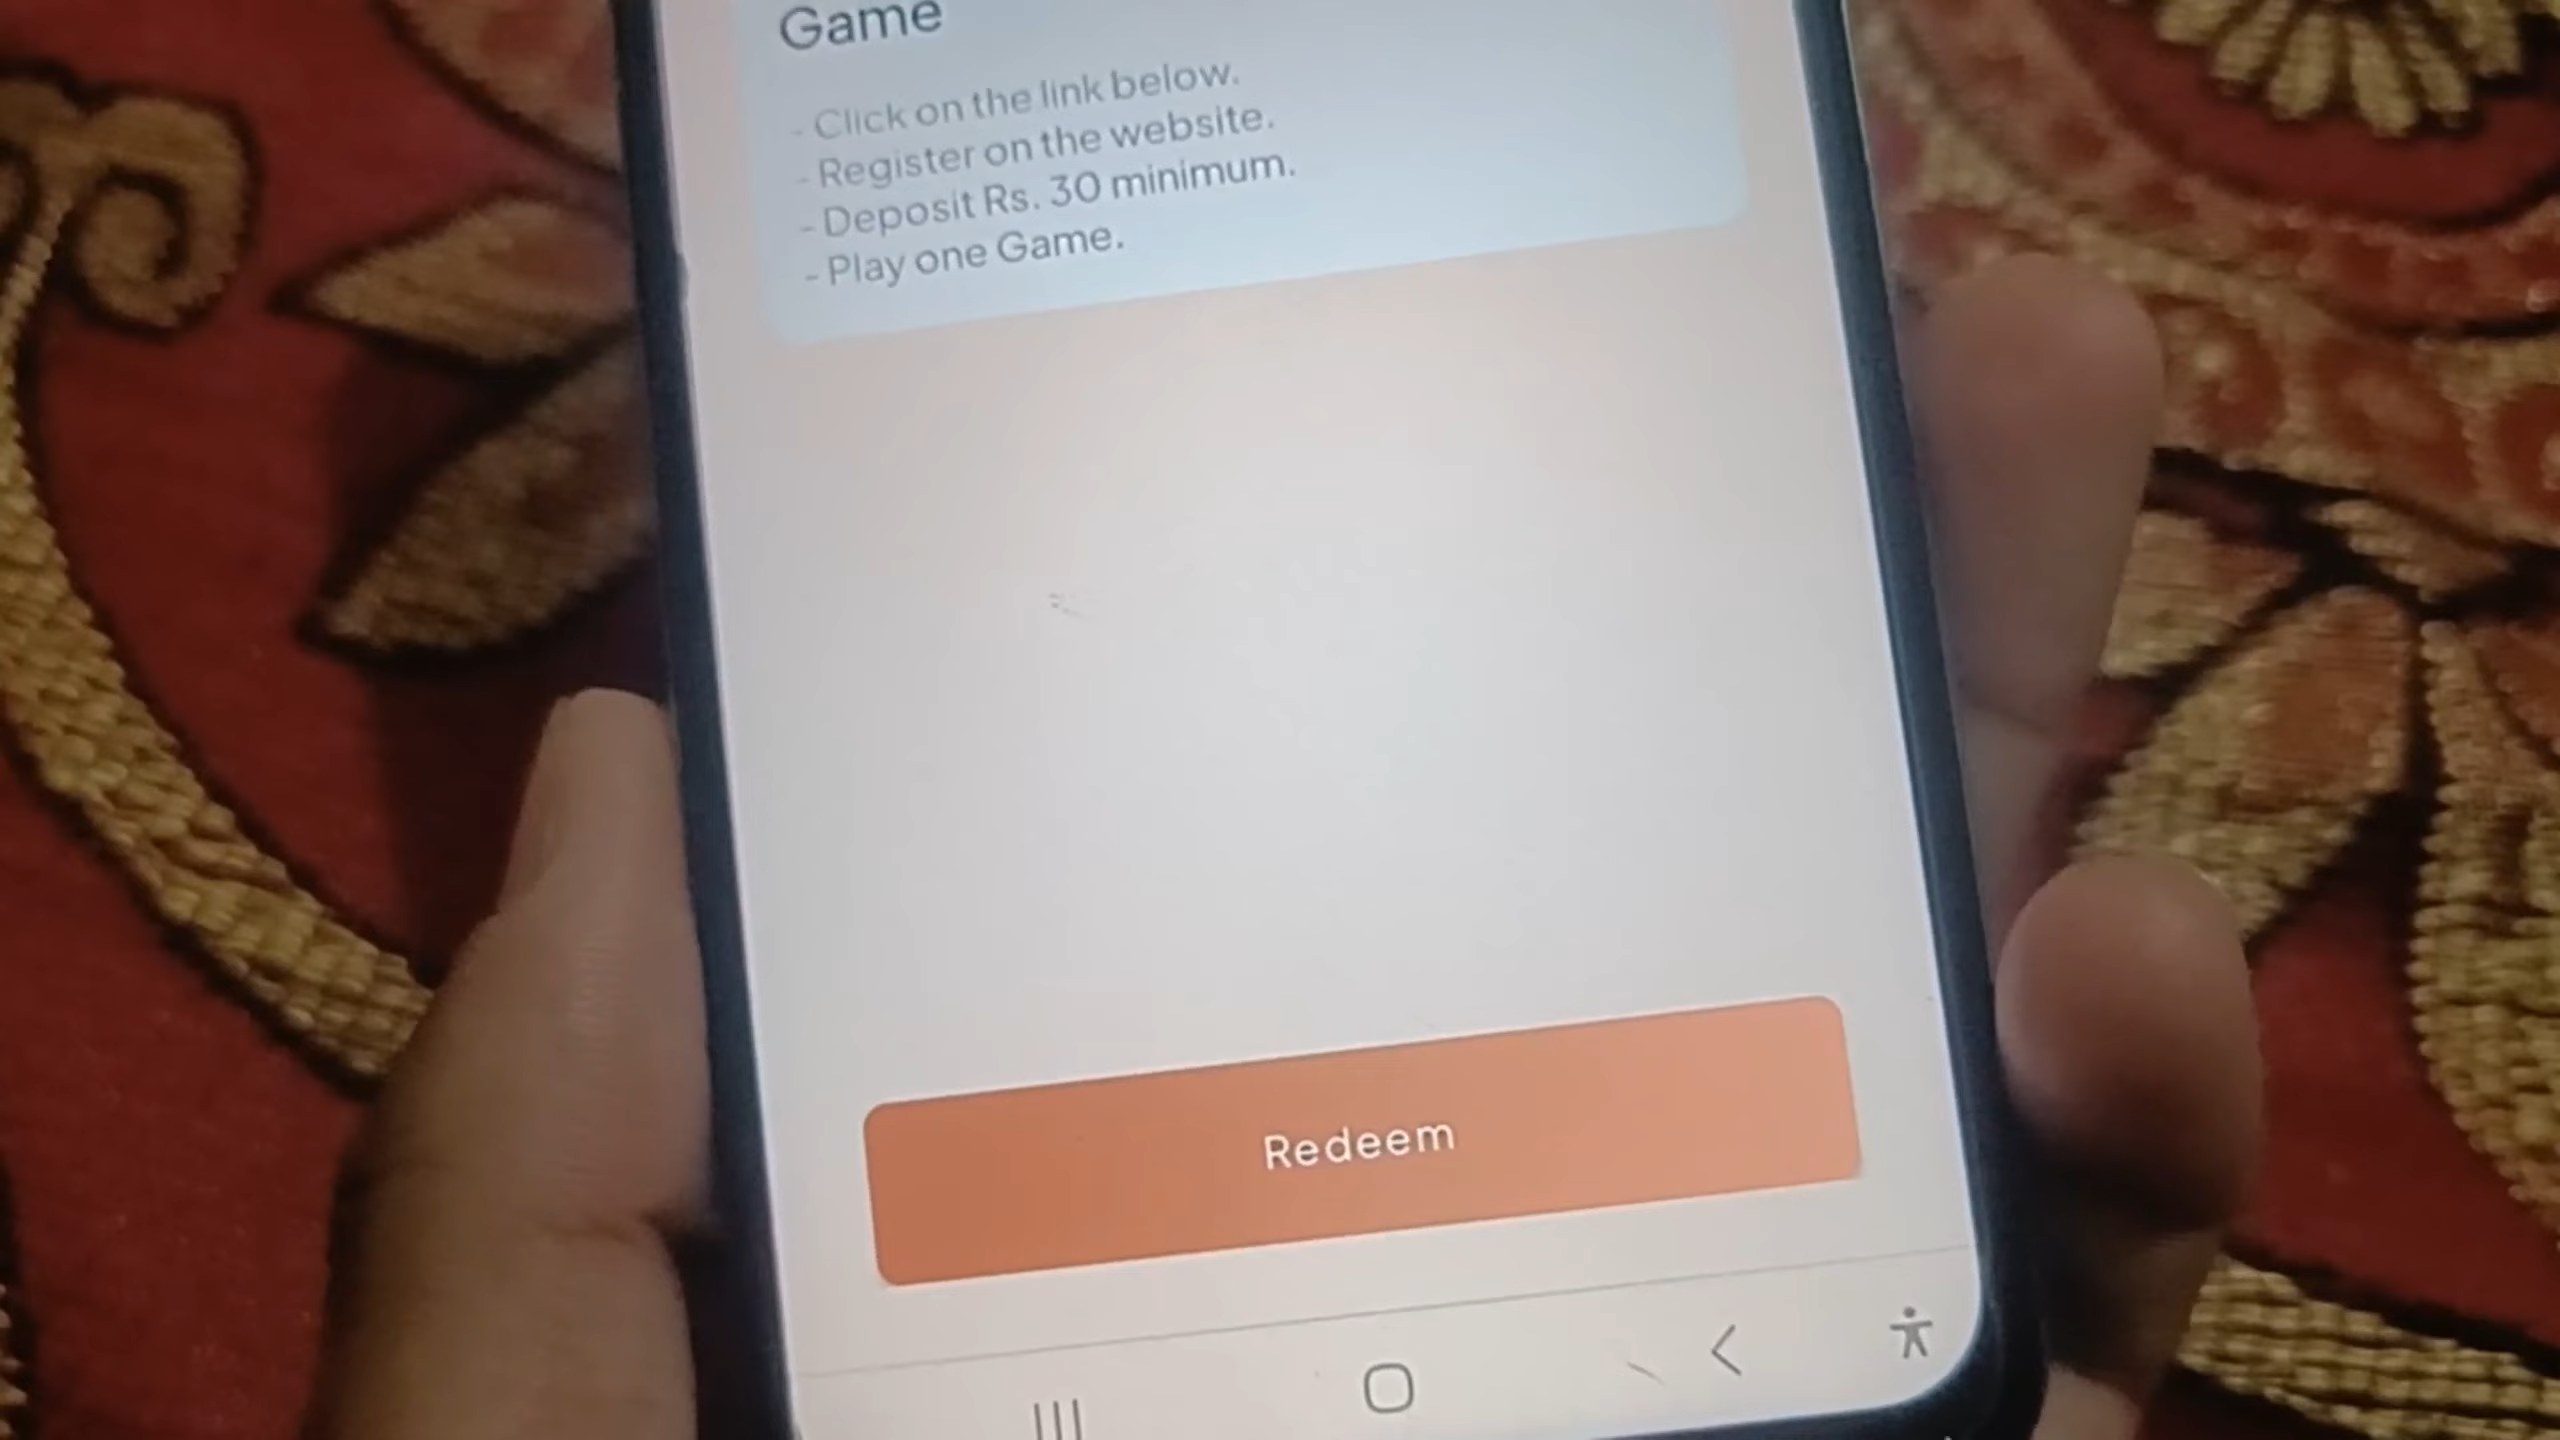 Game
- Click on the link below.
- Register on the website.
- Deposit Rs. 30 minimum.
- Play one Game.
Redeem